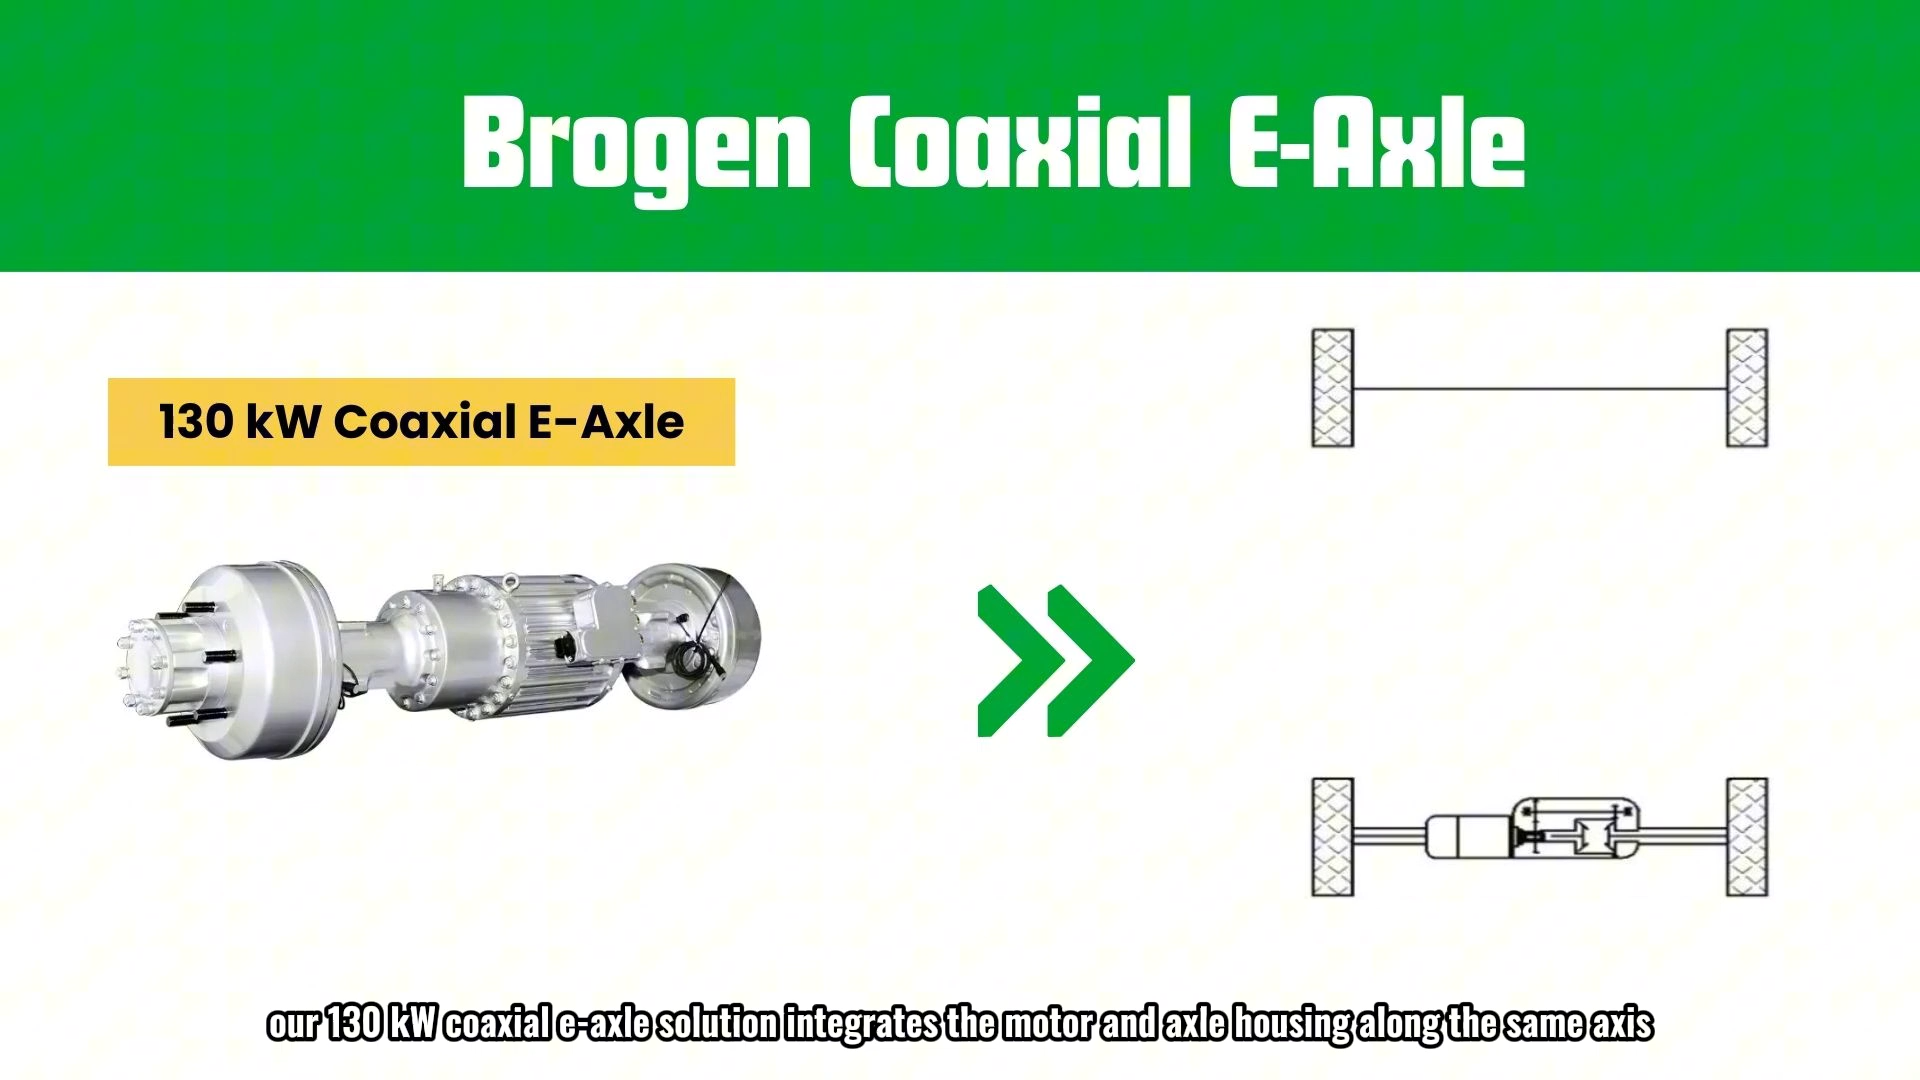 Brogen Coaxial E-Axle
130 kW Coaxial E-Axle
our 130 kW coaxial e-axle solution integrates the motor and axle housing along the same axis